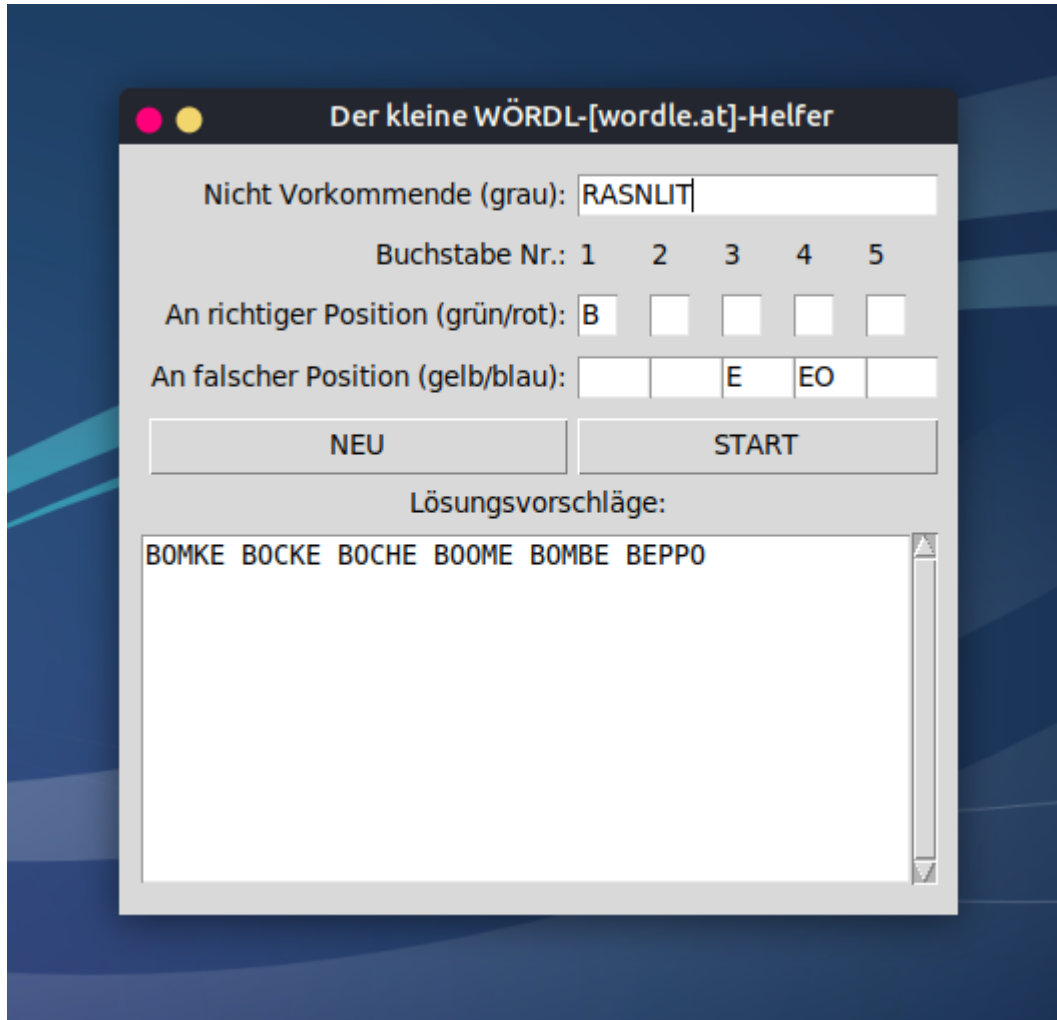 Der kleine WÖRDL-[wordle.at]-Helfer
Nicht Vorkommende (grau): RASNLIT
Buchstabe Nr.: 1 2 3 4 5
An richtiger Position (grün/rot): B
An falscher Position (gelb/blau): E EO
NEU START
Lösungsvorschläge:
BOMKE BOCKE BOCHE BOOME BOMBE BEPPO